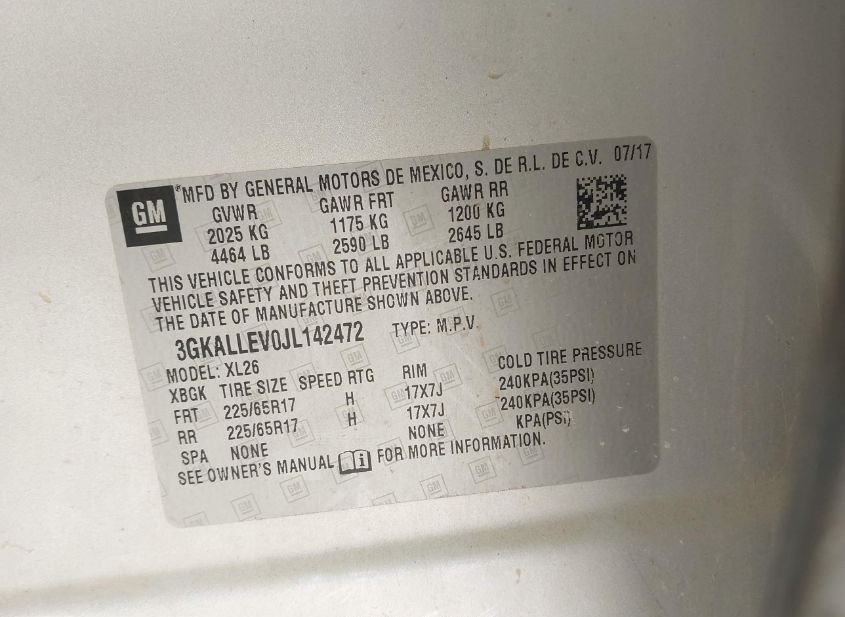 GM
MFD BY GENERAL MOTORS DE MEXICO, S. DE R.L. DE C.V. 07/17
GVWR GAWR FRT GAWR RR
2025 KG 1175 KG 1200 KG
4464 LB 2590 LB 2645 LB
THIS VEHICLE CONFORMS TO ALL APPLICABLE U.S. FEDERAL MOTOR
VEHICLE SAFETY AND THEFT PREVENTION STANDARDS IN EFFECT ON
THE DATE OF MANUFACTURE SHOWN ABOVE.
3GKALLEV0JL142472 TYPE: M.P.V.
MODEL: XL26
XBGK TIRE SIZE SPEED RTG RIM COLD TIRE PRESSURE
FRT 225/65R17 H 17X7J 240KPA(35PSI)
RR 225/65R17 H 17X7J 240KPA(35PSI)
SPA NONE NONE KPA(PSI)
SEE OWNER'S MANUAL FOR MORE INFORMATION.